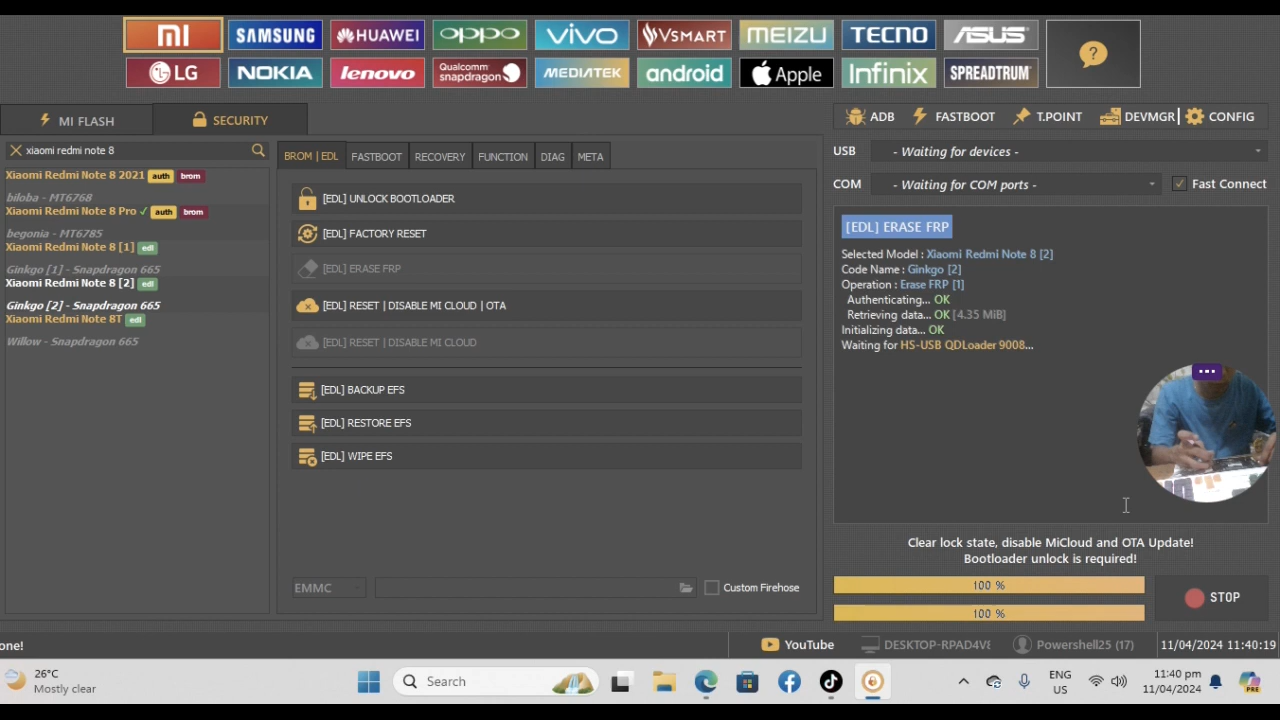 MI SAMSUNG HUAWEI OPPO vivo VSMART MEIZU TECNO ASUS ?
LG NOKIA lenovo Qualcomm snapdragon MEDIATEK android Apple Infinix SPREADTRUM
MI FLASH SECURITY
ADB FASTBOOT T.POINT DEVMGR CONFIG
xiaomi redmi note 8
BROM | EDL FASTBOOT RECOVERY FUNCTION DIAG META
USB - Waiting for devices -
COM - Waiting for COM ports - Fast Connect
Xiaomi Redmi Note 8 2021 auth brom
biloba - MT6768
Xiaomi Redmi Note 8 Pro ✓ auth brom
begonia - MT6785
Xiaomi Redmi Note 8 [1] edl
Ginkgo [1] - Snapdragon 665
Xiaomi Redmi Note 8 [2] edl
Ginkgo [2] - Snapdragon 665
Xiaomi Redmi Note 8T edl
Willow - Snapdragon 665
[EDL] UNLOCK BOOTLOADER
[EDL] FACTORY RESET
[EDL] ERASE FRP
[EDL] RESET | DISABLE MI CLOUD | OTA
[EDL] RESET | DISABLE MI CLOUD
[EDL] BACKUP EFS
[EDL] RESTORE EFS
[EDL] WIPE EFS
EMMC Custom Firehose
[EDL] ERASE FRP
Selected Model : Xiaomi Redmi Note 8 [2]
Code Name : Ginkgo [2]
Operation : Erase FRP [1]
Authenticating... OK
Retrieving data... OK [4.35 MiB]
Initializing data... OK
Waiting for HS-USB QDLoader 9008...
Clear lock state, disable MiCloud and OTA Update!
Bootloader unlock is required!
100 %
100 %
STOP
one! YouTube DESKTOP-RPAD4V8 Powershell25 (17) 11/04/2024 11:40:19
26°C
Mostly clear
Search
ENG
US
11:40 pm
11/04/2024
PRE